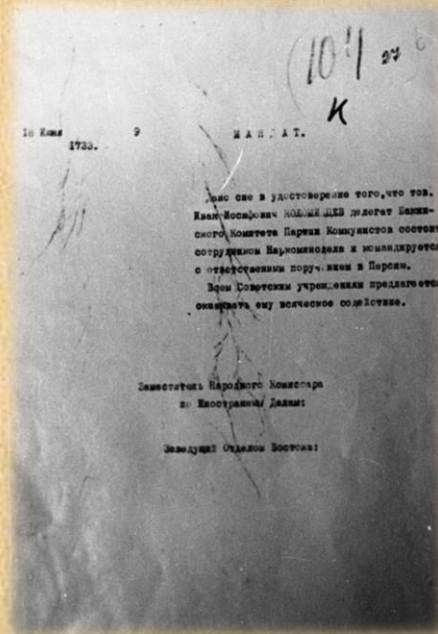 (104 27
К
18 Июня 9 МАНДАТ.
1733.
Дано сие в удостоверение того, что тов.
Иван Иосифович КОЛОМИЙЦЕВ делегат Бакин-
ского Комитета Партии Коммунистов состоит
сотрудником Наркоминдела и командируется
с ответственным поручением в Персию.
Всем Советским учреждениям предлагается
оказывать ему всяческое содействие.
Заместитель Народного Комиссара
по Иностранным Делам:
Заведущий Отделом Востока: